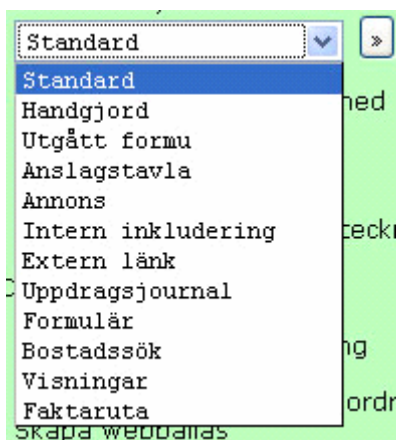 Standard
»
Standard
Handgjord
Utgått formu
Anslagstavla
Annons
Intern inkludering
Extern länk
Uppdragsjournal
Formulär
Bostadssök
Visningar
Faktaruta